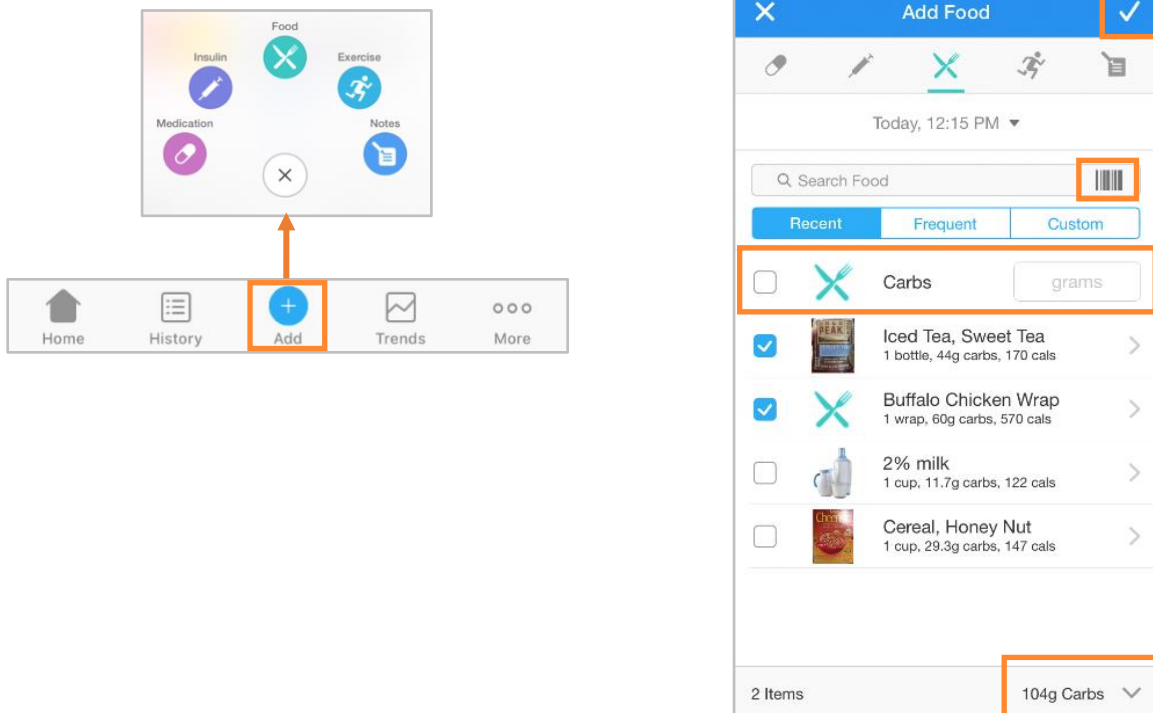 Food
Insulin
Exercise
Medication
Notes
Home
History
Add
Trends
More
Add Food
Today, 12:15 PM
Search Food
Recent
Frequent
Custom
Carbs
grams
PEAK
Iced Tea, Sweet Tea
1 bottle, 44g carbs, 170 cals
Buffalo Chicken Wrap
1 wrap, 60g carbs, 570 cals
2% milk
1 cup, 11.7g carbs, 122 cals
Cereal, Honey Nut
1 cup, 29.3g carbs, 147 cals
2 Items
104g Carbs